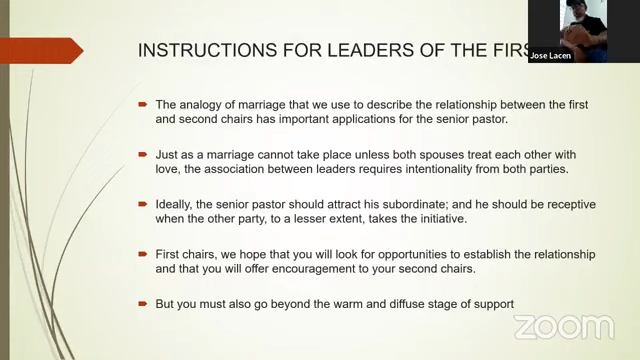 INSTRUCTIONS FOR LEADERS OF THE FIRS
Jose Lacen
The analogy of marriage that we use to describe the relationship between the first
and second chairs has important applications for the senior pastor.
Just as a marriage cannot take place unless both spouses treat each other with
love, the association between leaders requires intentionality from both parties.
Ideally, the senior pastor should attract his subordinate; and he should be receptive
when the other party, to a lesser extent, takes the initiative.
First chairs, we hope that you will look for opportunities to establish the relationship
and that you will offer encouragement to your second chairs.
But you must also go beyond the warm and diffuse stage of support
zoom